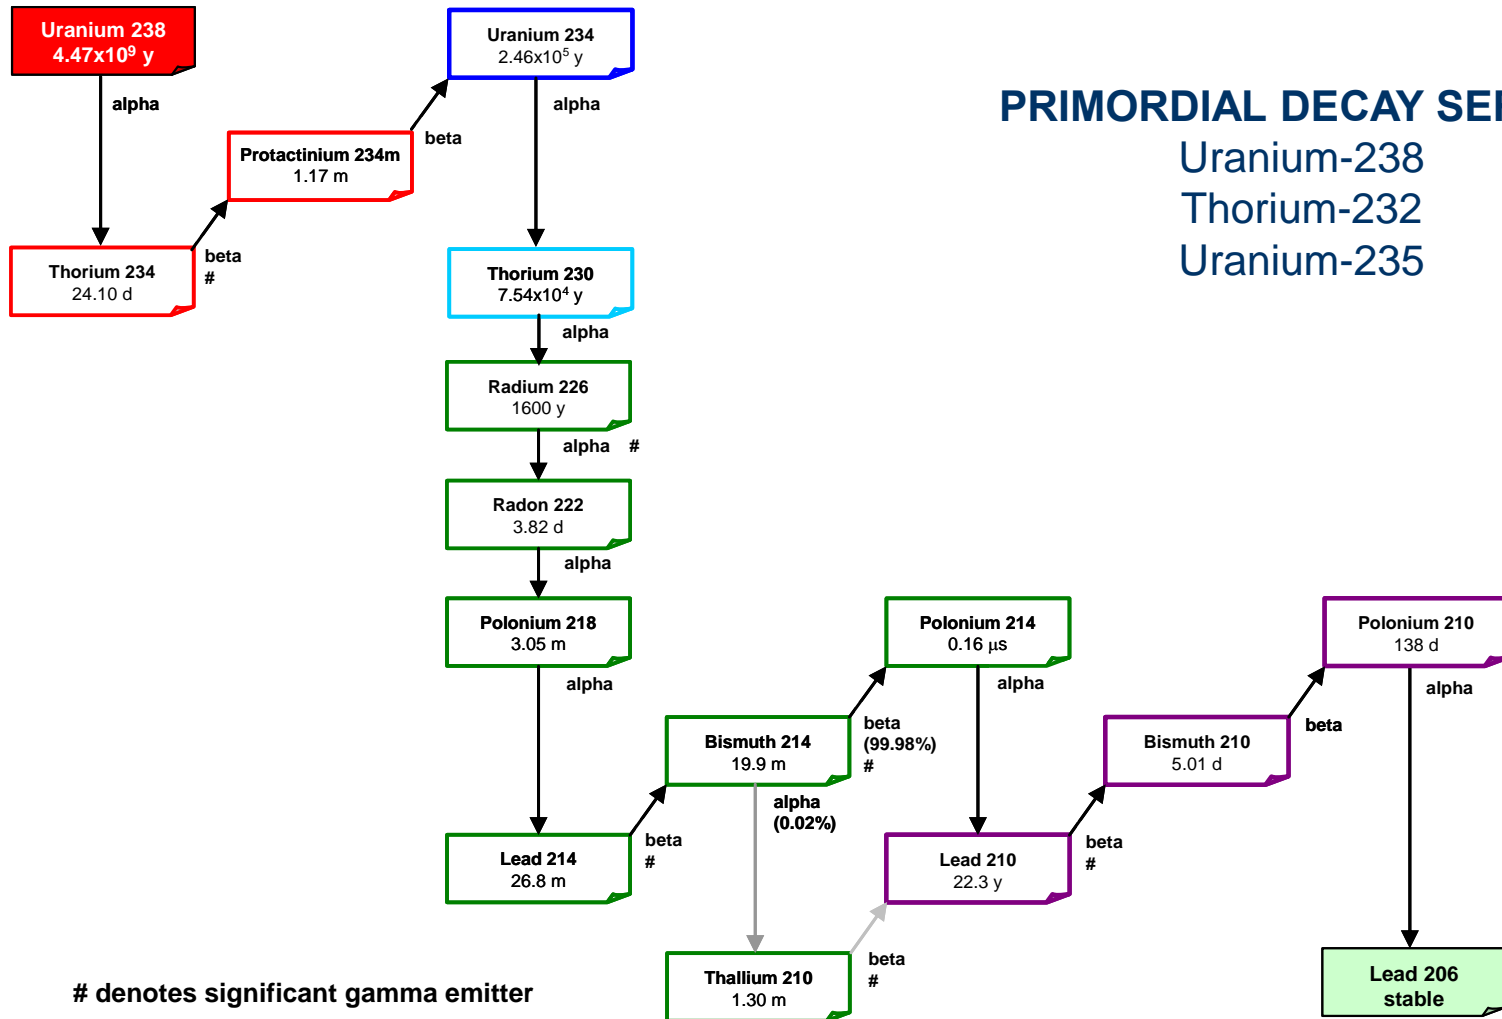 Uranium 238
4.47x10⁹ y
alpha
Uranium 234
2.46x10⁵ y
alpha
PRIMORDIAL DECAY SE
Uranium-238
Thorium-232
Uranium-235
Protactinium 234m
1.17 m
beta
Thorium 234
24.10 d
beta
#
Thorium 230
7.54x10⁴ y
alpha
Radium 226
1600 y
alpha #
Radon 222
3.82 d
alpha
Polonium 218
3.05 m
alpha
Polonium 214
0.16 μs
alpha
Polonium 210
138 d
alpha
Bismuth 214
19.9 m
beta
(99.98%)
#
alpha
(0.02%)
Bismuth 210
5.01 d
beta
Lead 214
26.8 m
beta
#
Lead 210
22.3 y
beta
#
Thallium 210
1.30 m
beta
#
Lead 206
stable
# denotes significant gamma emitter